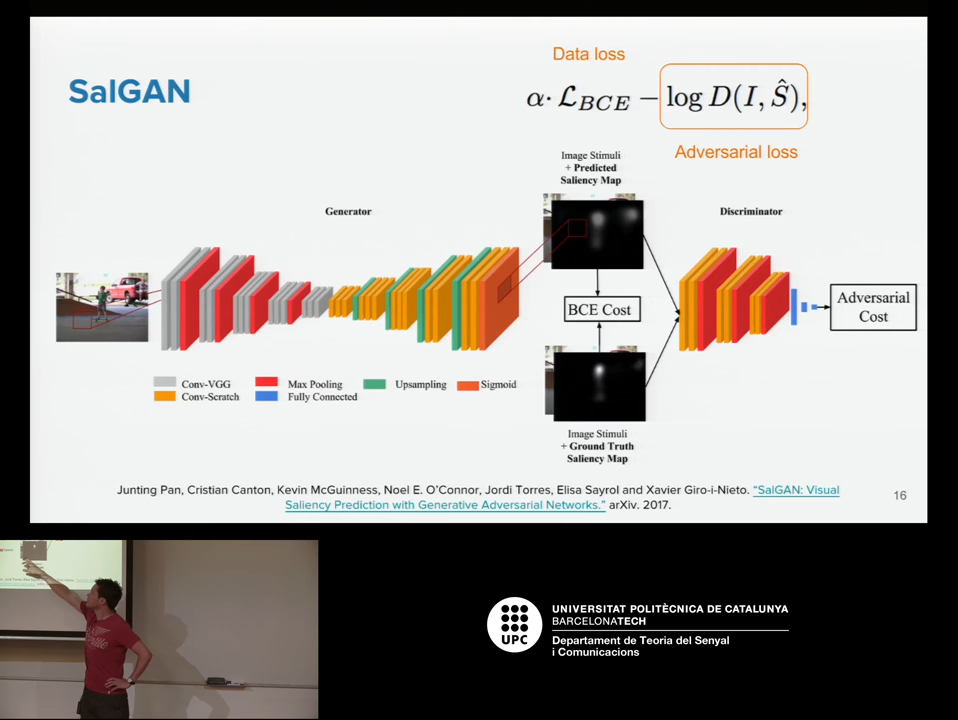 SalGAN
Data loss
α· ℒ_BCE − log D(I, Ŝ),
Adversarial loss
Image Stimuli
+ Predicted
Saliency Map
Generator
Discriminator
BCE Cost
Adversarial
Cost
Conv-VGG
Max Pooling
Upsampling
Sigmoid
Conv-Scratch
Fully Connected
Image Stimuli
+ Ground Truth
Saliency Map
Junting Pan, Cristian Canton, Kevin McGuinness, Noel E. O’Connor, Jordi Torres, Elisa Sayrol and Xavier Giro-i-Nieto. “SalGAN: Visual
Saliency Prediction with Generative Adversarial Networks.” arXiv. 2017.
16
UPC
UNIVERSITAT POLITÈCNICA DE CATALUNYA
BARCELONATECH
Departament de Teoria del Senyal
i Comunicacions